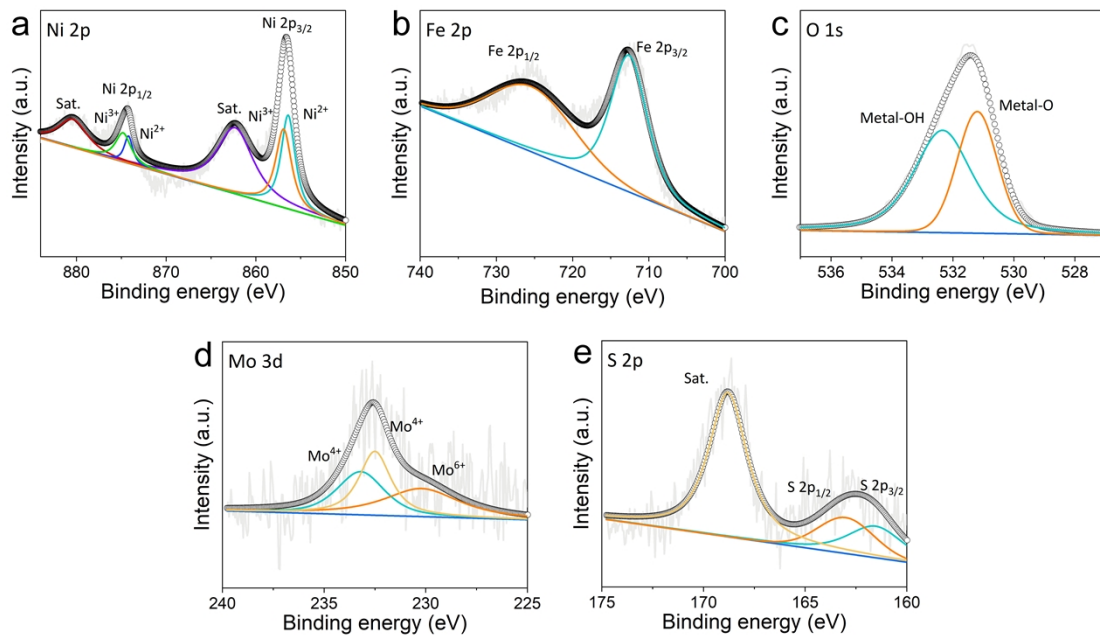 a
Ni 2p
Ni 2p3/2
Ni 2p1/2
Sat.
Ni3+
Ni2+
Sat.
Ni3+
Ni2+
Intensity (a.u.)
880 870 860 850
Binding energy (eV)
b
Fe 2p
Fe 2p1/2
Fe 2p3/2
Intensity (a.u.)
740 730 720 710 700
Binding energy (eV)
c
O 1s
Metal-OH
Metal-O
Intensity (a.u.)
536 534 532 530 528
Binding energy (eV)
d
Mo 3d
Mo4+
Mo4+
Mo6+
Intensity (a.u.)
240 235 230 225
Binding energy (eV)
e
S 2p
Sat.
S 2p1/2
S 2p3/2
Intensity (a.u.)
175 170 165 160
Binding energy (eV)